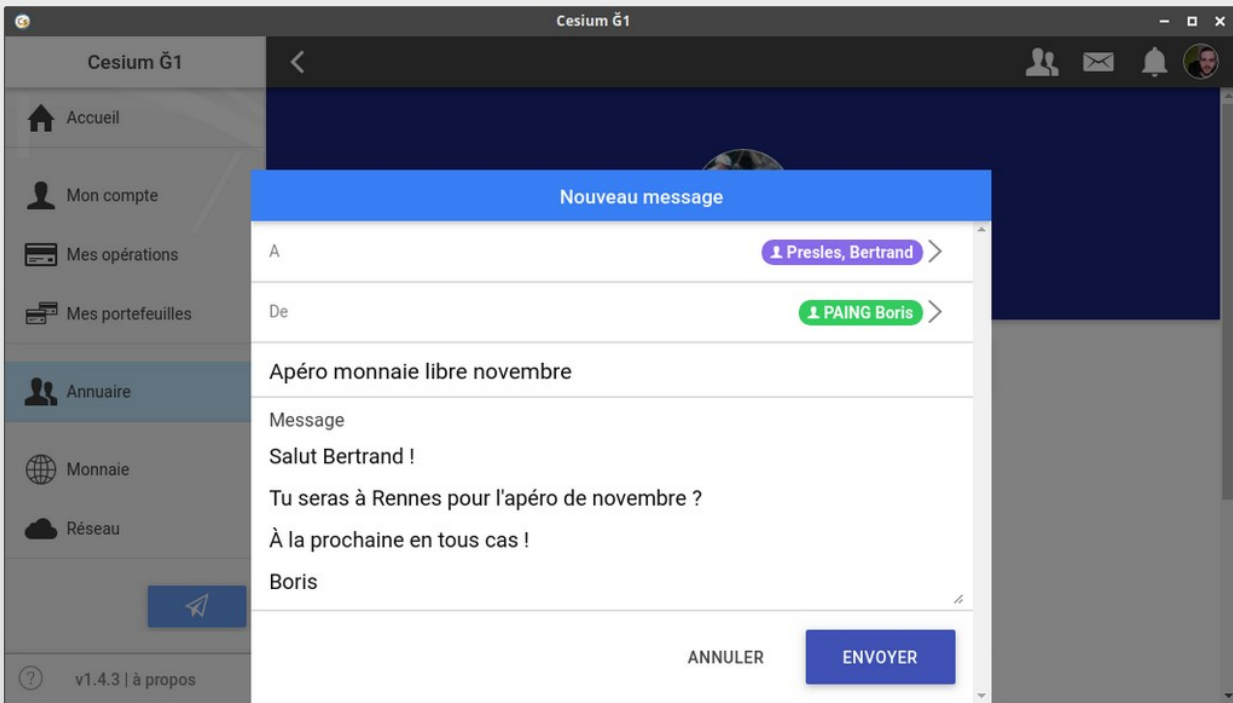 Cesium Ğ1
Cesium Ğ1
Accueil
Mon compte
Mes opérations
Mes portefeuilles
Annuaire
Monnaie
Réseau
? v1.4.3 | à propos
Nouveau message
A Presles, Bertrand
De PAING Boris
Apéro monnaie libre novembre
Message
Salut Bertrand !
Tu seras à Rennes pour l'apéro de novembre ?
À la prochaine en tous cas !
Boris
ANNULER ENVOYER